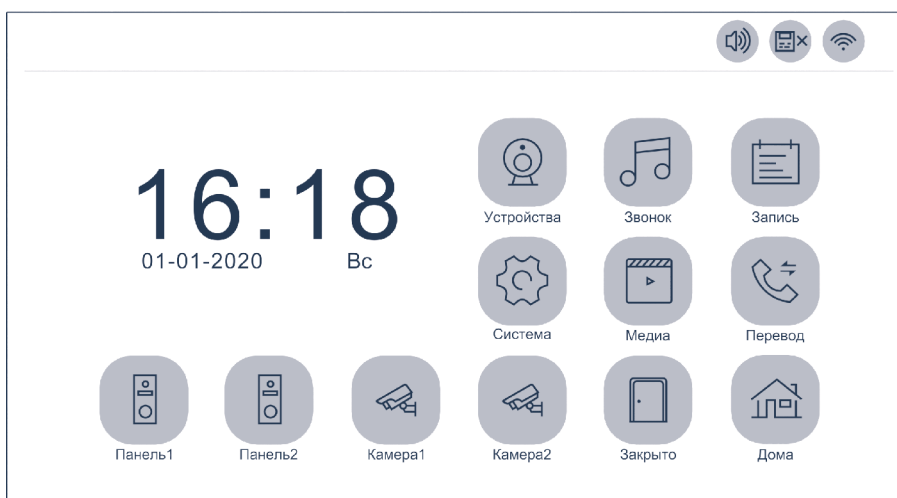 16:18
01-01-2020 Вс
Устройства Звонок Запись
Система Медиа Перевод
Панель1 Панель2 Камера1 Камера2 Закрыто Дома